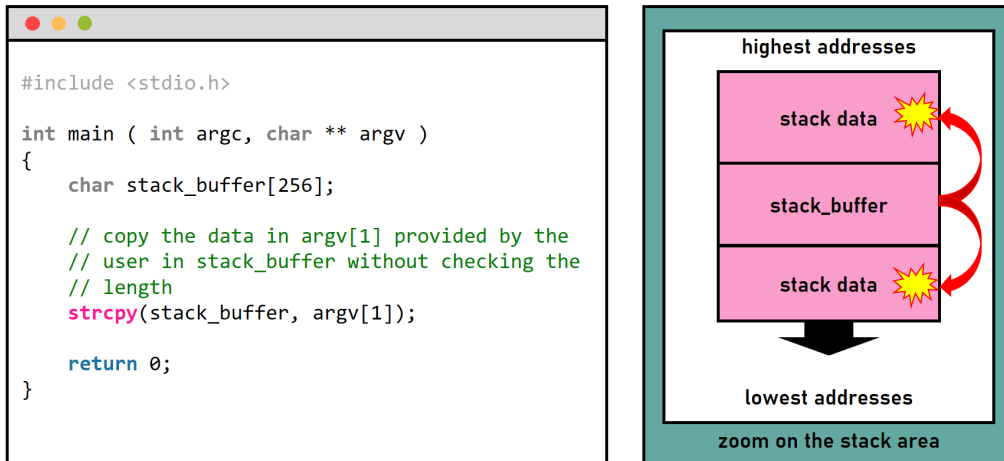 #include <stdio.h>
int main ( int argc, char ** argv )
{
char stack_buffer[256];
// copy the data in argv[1] provided by the
// user in stack_buffer without checking the
// length
strcpy(stack_buffer, argv[1]);
return 0;
}
highest addresses
stack data
stack_buffer
stack data
lowest addresses
zoom on the stack area